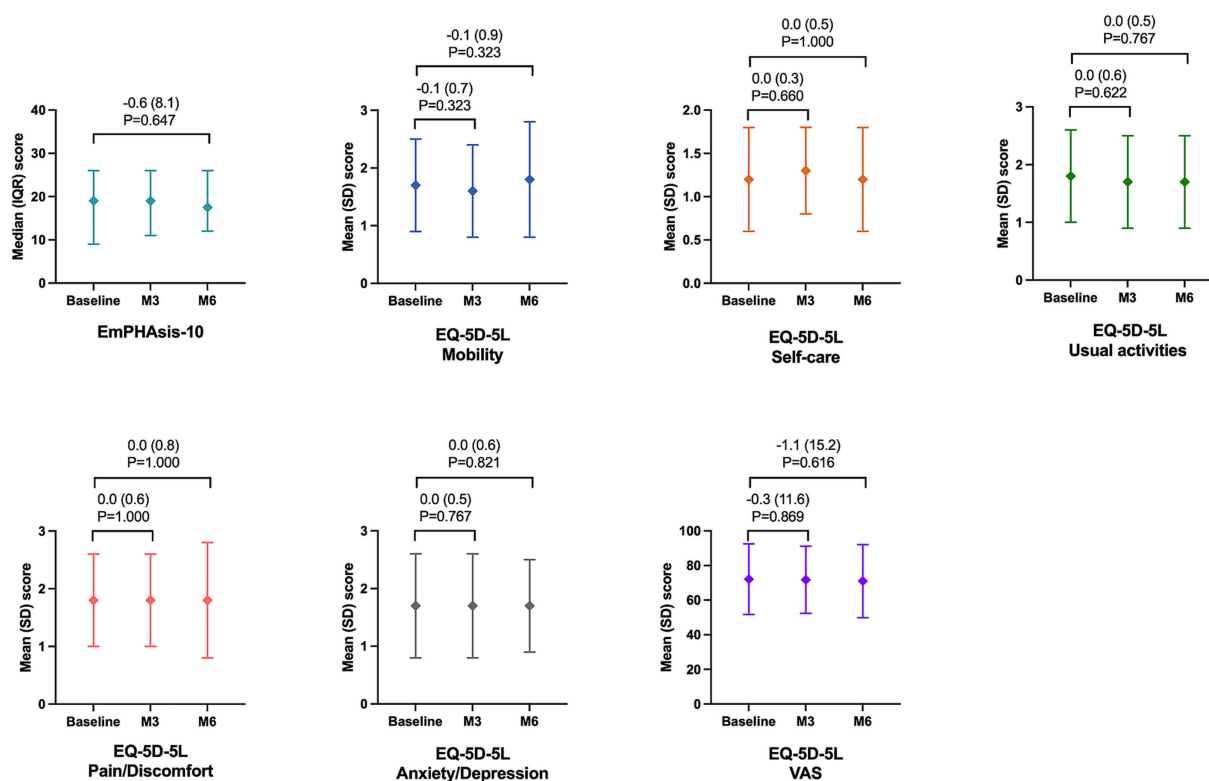 -0.6 (8.1)
P=0.647
Median (IQR) score
40
30
20
10
0
Baseline M3 M6
EmPHAsis-10
-0.1 (0.9)
P=0.323
-0.1 (0.7)
P=0.323
Mean (SD) score
3
2
1
0
Baseline M3 M6
EQ-5D-5L
Mobility
0.0 (0.5)
P=1.000
0.0 (0.3)
P=0.660
Mean (SD) score
2.0
1.5
1.0
0.5
0.0
Baseline M3 M6
EQ-5D-5L
Self-care
0.0 (0.5)
P=0.767
0.0 (0.6)
P=0.622
Mean (SD) score
3
2
1
0
Baseline M3 M6
EQ-5D-5L
Usual activities
0.0 (0.8)
P=1.000
0.0 (0.6)
P=1.000
Mean (SD) score
3
2
1
0
Baseline M3 M6
EQ-5D-5L
Pain/Discomfort
0.0 (0.6)
P=0.821
0.0 (0.5)
P=0.767
Mean (SD) score
3
2
1
0
Baseline M3 M6
EQ-5D-5L
Anxiety/Depression
-1.1 (15.2)
P=0.616
-0.3 (11.6)
P=0.869
Mean (SD) score
100
80
60
40
20
0
Baseline M3 M6
EQ-5D-5L
VAS